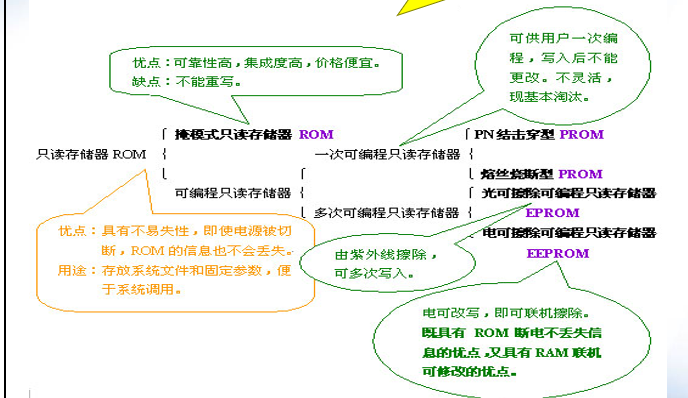 优点：可靠性高，集成度高，价格便宜。
缺点：不能重写。
可供用户一次编
程，写入后不能
更改。不灵活，
现基本淘汰。
掩模式只读存储器 ROM
PN结击穿型 PROM
只读存储器 ROM
一次可编程只读存储器
熔丝烧断型 PROM
可编程只读存储器
光可擦除可编程只读存储器
多次可编程只读存储器
EPROM
电可擦除可编程只读存储器
EEPROM
优点：具有不易失性，即使电源被切
断，ROM 的信息也不会丢失。
用途：存放系统文件和固定参数，便
于系统调用。
由紫外线擦除，
可多次写入。
电可改写，即可联机擦除。
既具有 ROM 断电不丢失信
息的优点，又具有 RAM 联机
可修改的优点。